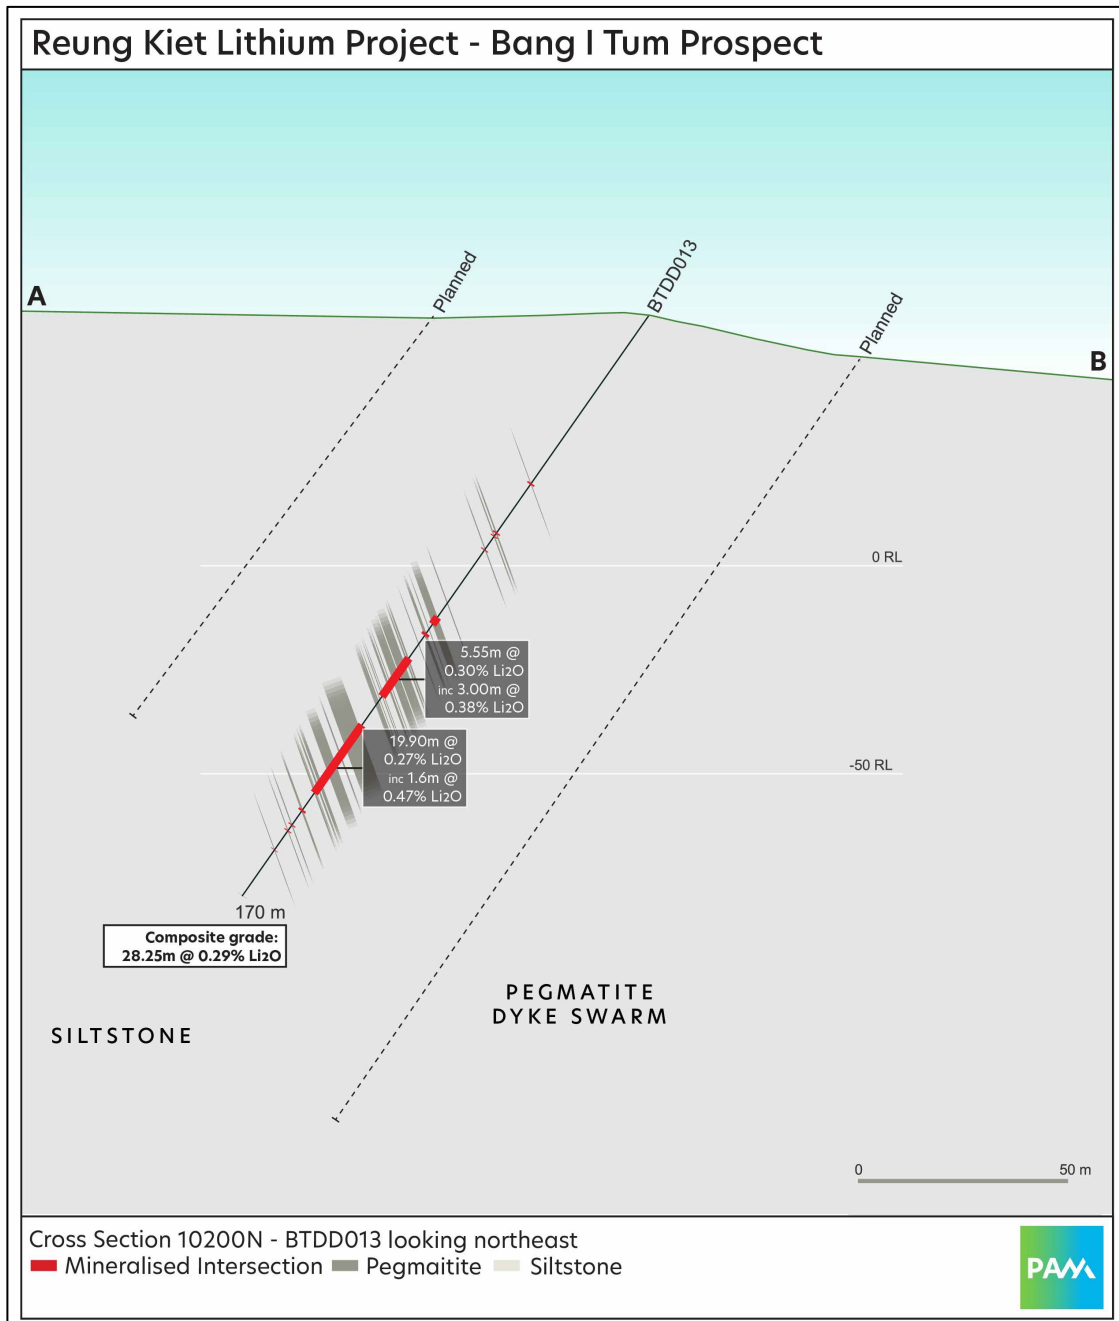 Reung Kiet Lithium Project - Bang I Tum Prospect
Planned
BTDD013
Planned
A
B
0 RL
5.55m @
0.30% Li2O
inc 3.00m @
0.38% Li2O
19.90m @
0.27% Li2O
inc 1.6m @
0.47% Li2O
-50 RL
170 m
Composite grade:
28.25m @ 0.29% Li2O
PEGMATITE
DYKE SWARM
SILTSTONE
0 50 m
Cross Section 10200N - BTDD013 looking northeast
Mineralised Intersection Pegmaitite Siltstone
PAM